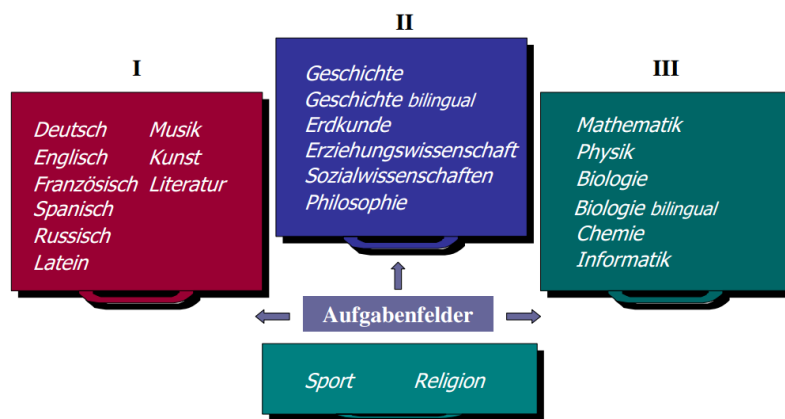 I
II
III
Deutsch Musik
Englisch Kunst
Französisch Literatur
Spanisch
Russisch
Latein
Geschichte
Geschichte bilingual
Erdkunde
Erziehungswissenschaft
Sozialwissenschaften
Philosophie
Mathematik
Physik
Biologie
Biologie bilingual
Chemie
Informatik
Aufgabenfelder
Sport Religion